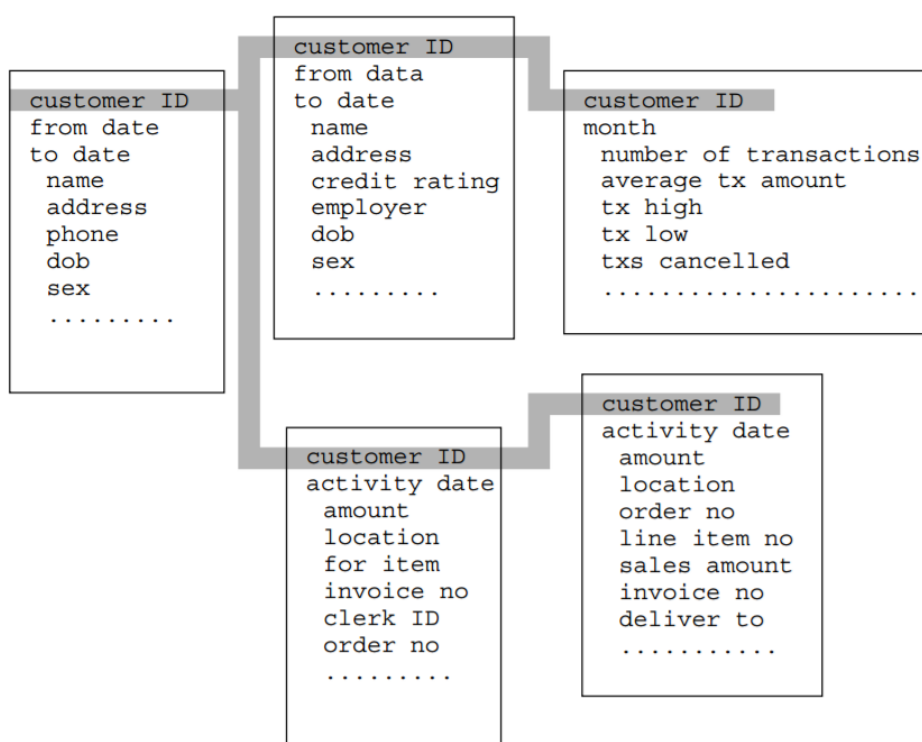 customer ID
from date
to date
name
address
phone
dob
sex
.........
customer ID
from data
to date
name
address
credit rating
employer
dob
sex
.........
customer ID
month
number of transactions
average tx amount
tx high
tx low
txs cancelled
......................
customer ID
activity date
amount
location
for item
invoice no
clerk ID
order no
.........
customer ID
activity date
amount
location
order no
line item no
sales amount
invoice no
deliver to
...........